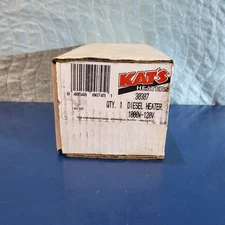 KAT'S
HEATERS
30307
QTY. 1 DIESEL HEATER
1000W-120V